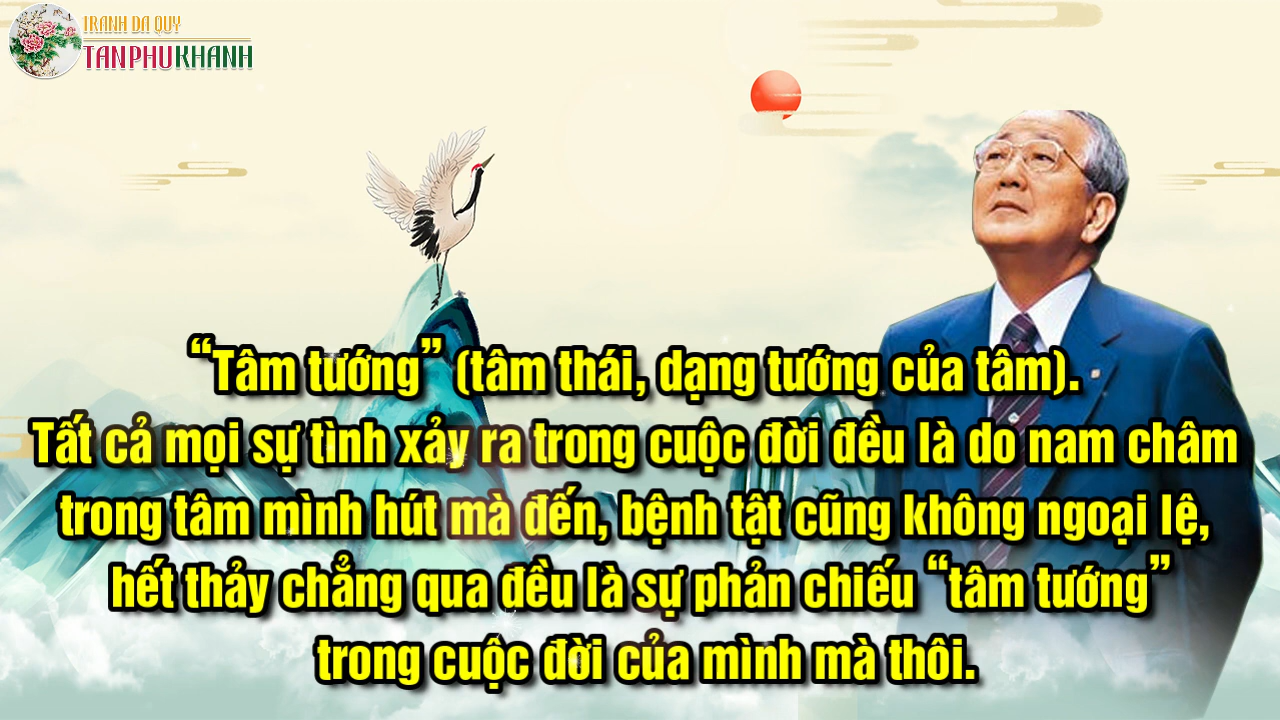 TRANH DA QUY
TANPHUKHANH
“Tâm tướng” (tâm thái, dạng tướng của tâm).
Tất cả mọi sự tình xảy ra trong cuộc đời đều là do nam châm
trong tâm mình hút mà đến, bệnh tật cũng không ngoại lệ,
hết thảy chẳng qua đều là sự phản chiếu “tâm tướng”
trong cuộc đời của mình mà thôi.